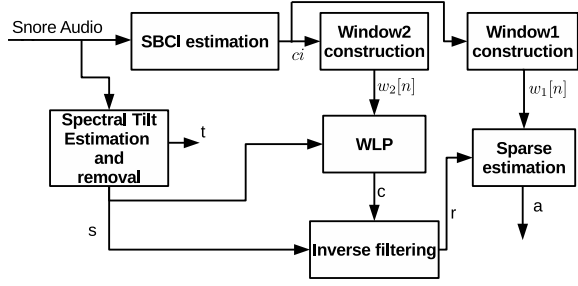 Snore Audio
SBCI estimation
ci
Window2
construction
Window1
construction
w₂[n]
w₁[n]
Spectral Tilt
Estimation
and
removal
t
WLP
Sparse
estimation
s
c
r
a
Inverse filtering